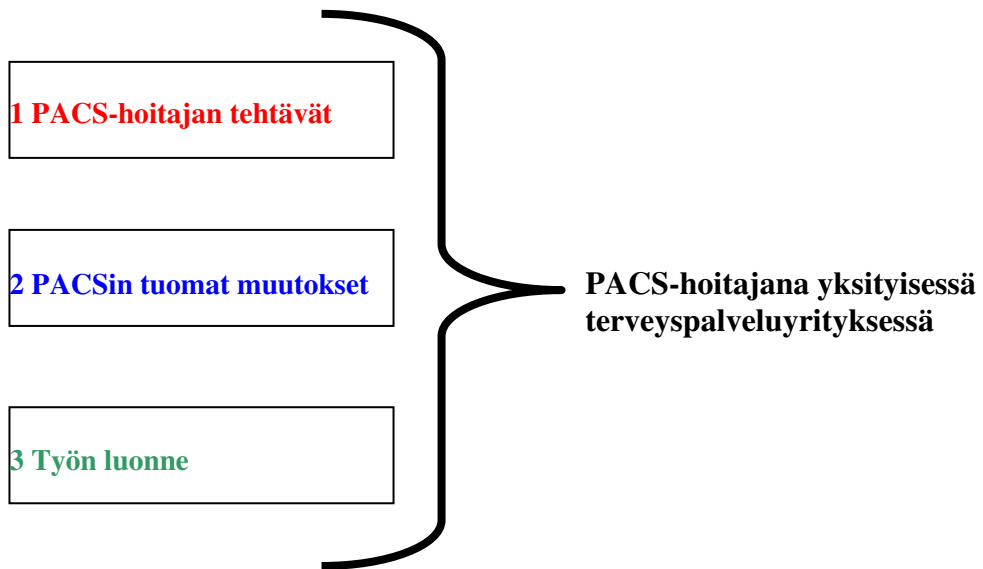 1 PACS-hoitajan tehtävät
2 PACSin tuomat muutokset
3 Työn luonne
PACS-hoitajana yksityisessä
terveyspalveluyrityksessä